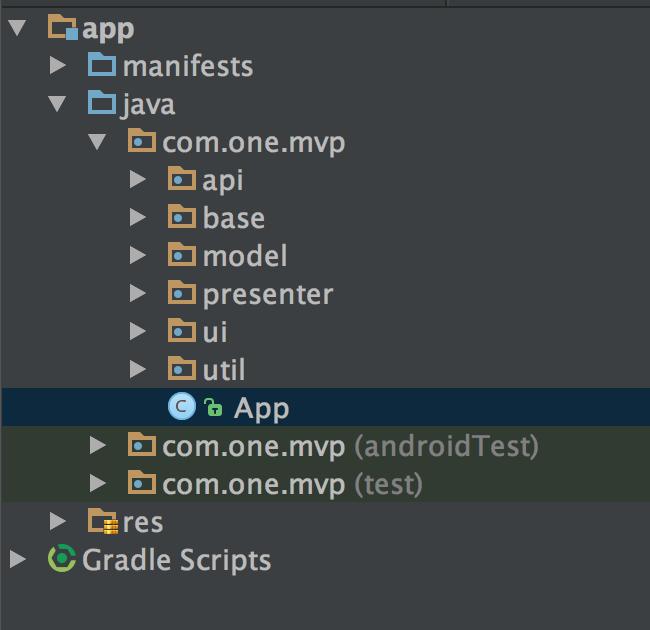 app
manifests
java
com.one.mvp
api
base
model
presenter
ui
util
C App
com.one.mvp (androidTest)
com.one.mvp (test)
res
Gradle Scripts